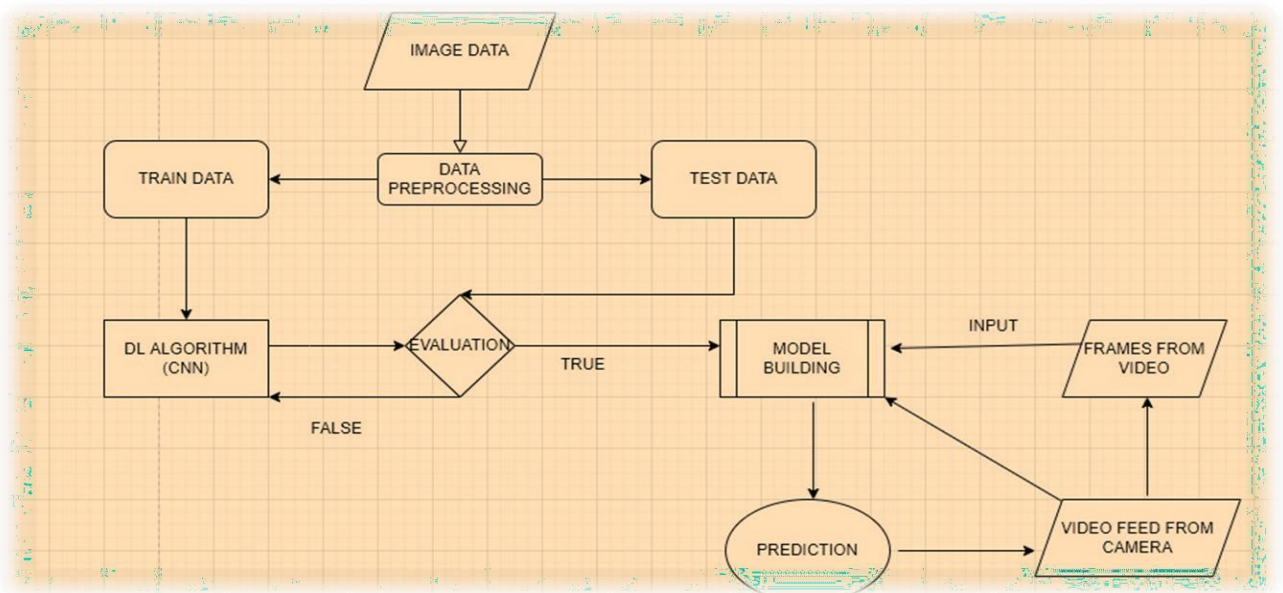 IMAGE DATA
TRAIN DATA
DATA
PREPROCESSING
TEST DATA
DL ALGORITHM
(CNN)
EVALUATION
TRUE
FALSE
MODEL
BUILDING
INPUT
FRAMES FROM
VIDEO
PREDICTION
VIDEO FEED FROM
CAMERA